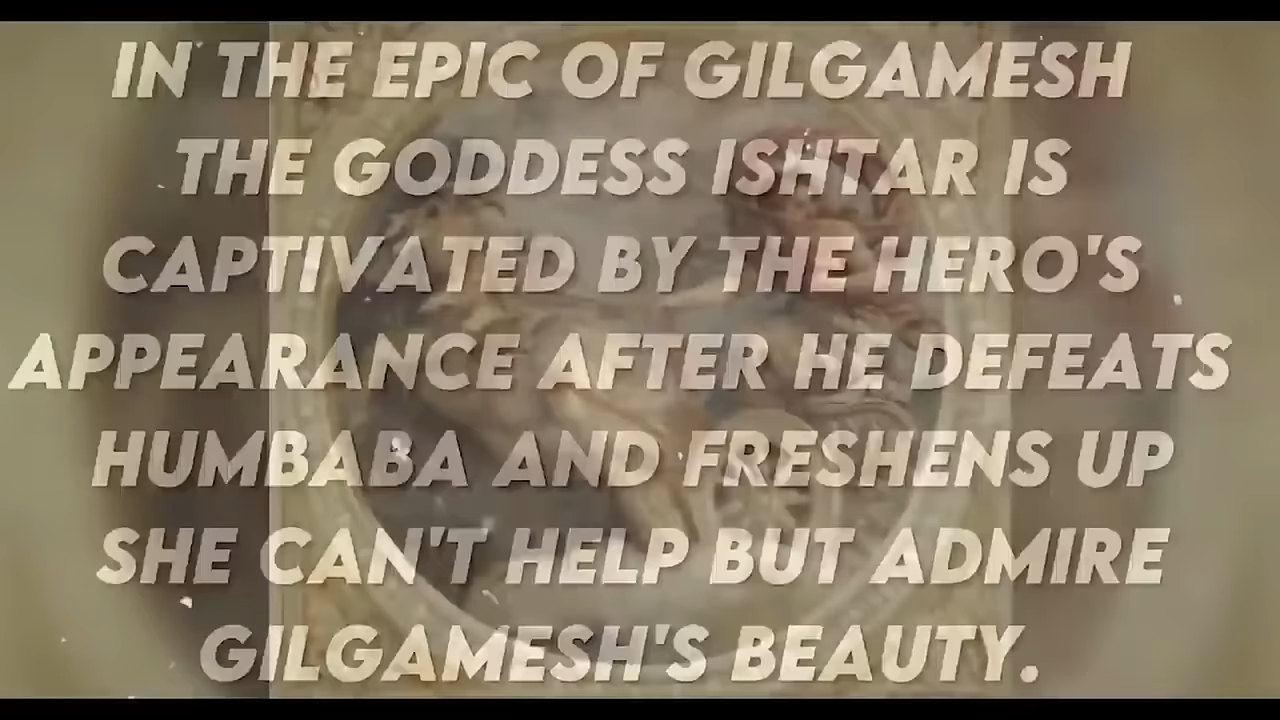 IN THE EPIC OF GILGAMESH
THE GODDESS ISHTAR IS
CAPTIVATED BY THE HERO'S
APPEARANCE AFTER HE DEFEATS
HUMBABA AND FRESHENS UP
SHE CAN'T HELP BUT ADMIRE
GILGAMESH'S BEAUTY.